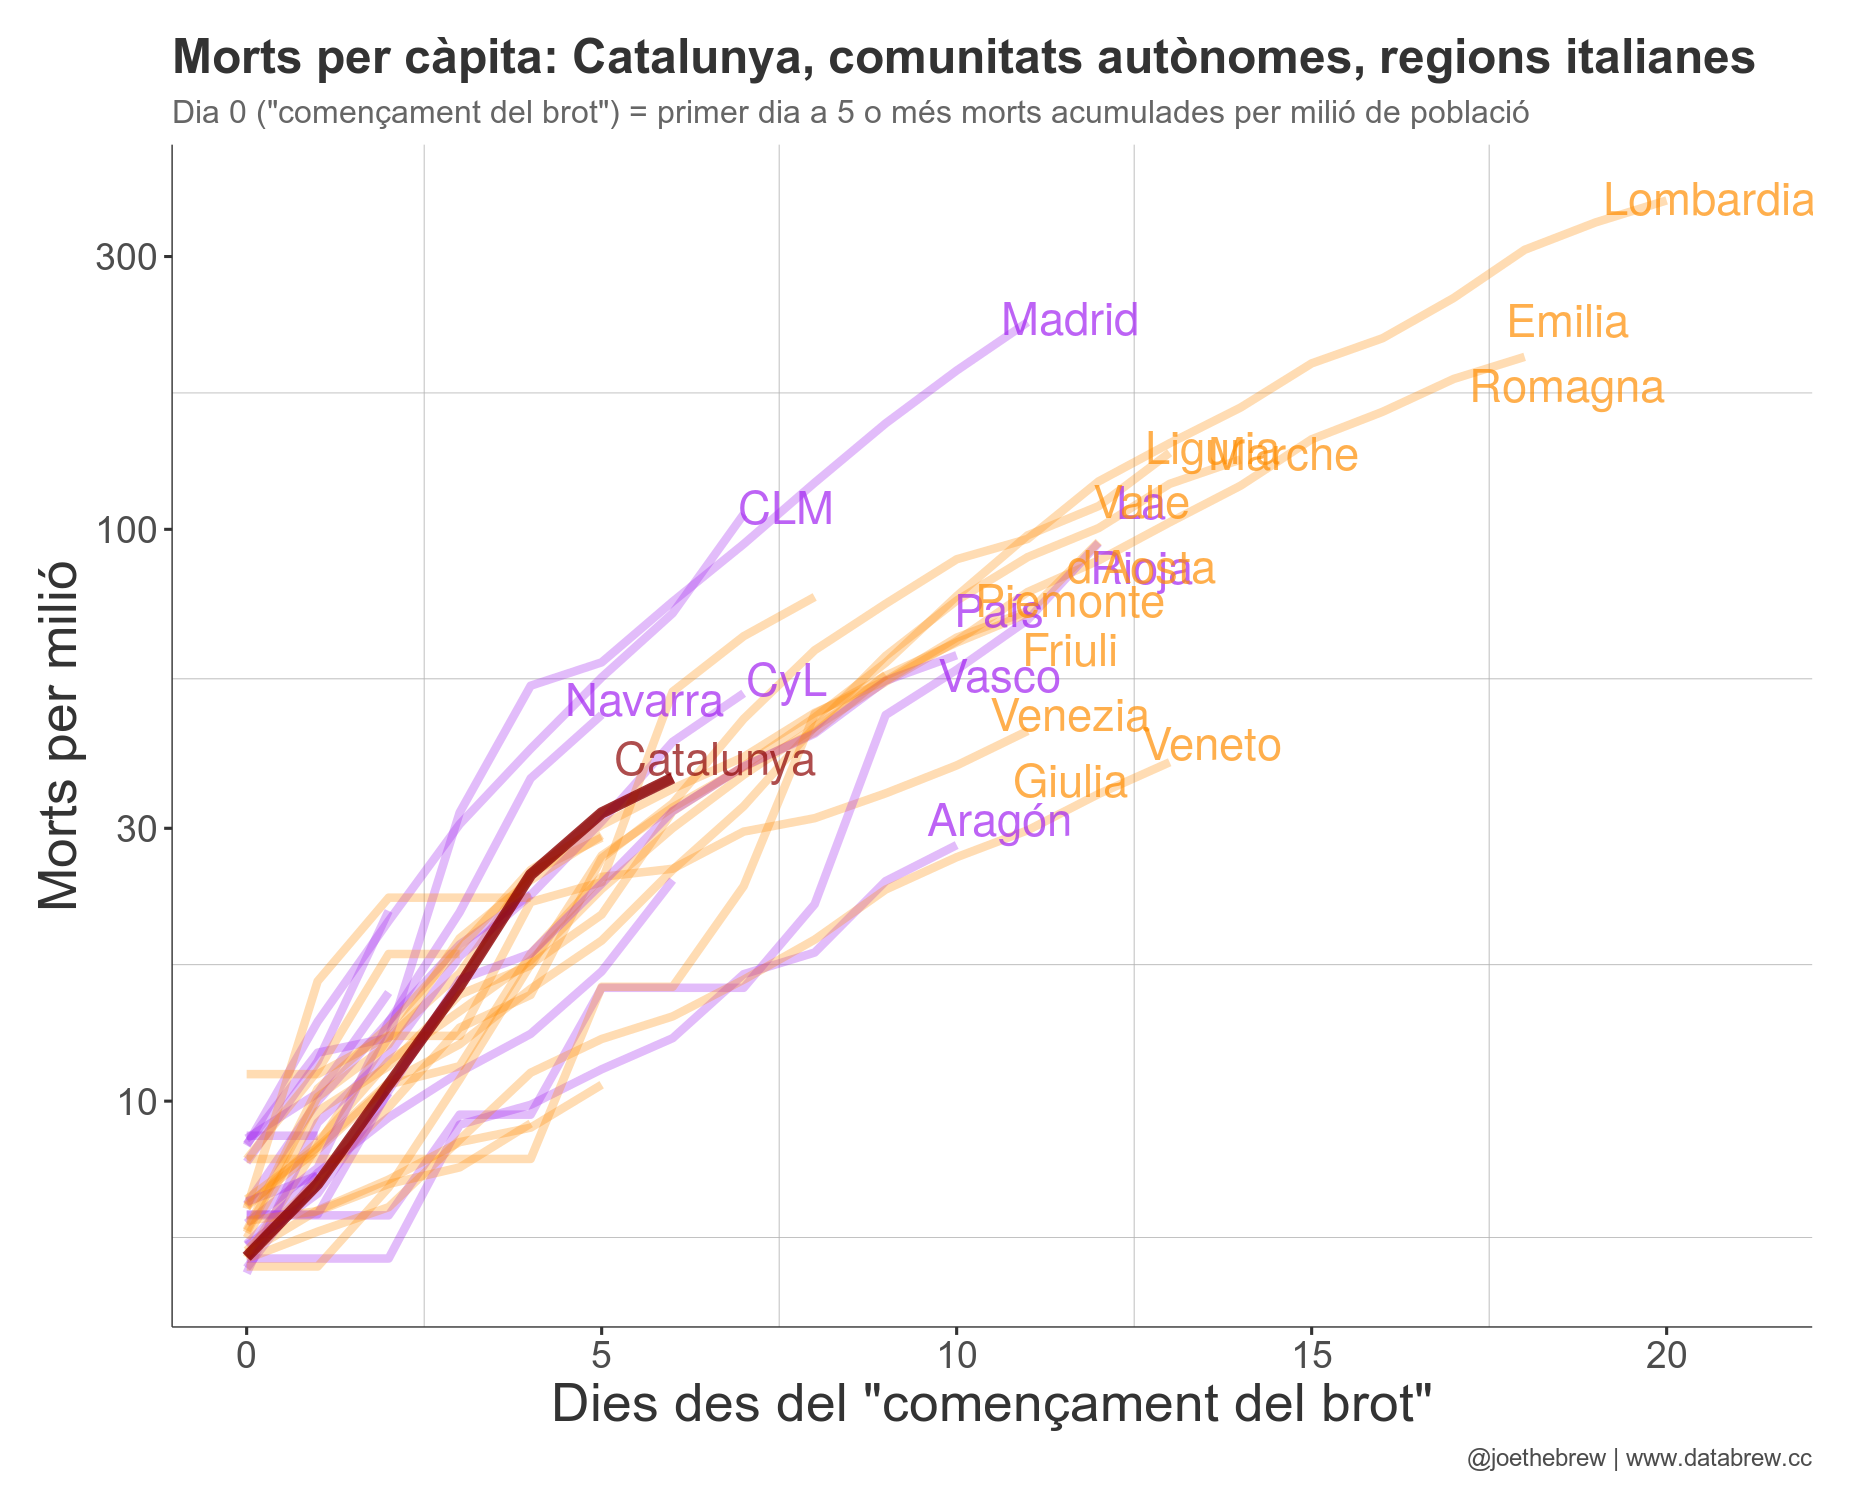 Morts per càpita: Catalunya, comunitats autònomes, regions italianes
Dia 0 ("començament del brot") = primer dia a 5 o més morts acumulades per milió de població
Morts per milió
300
100
30
10
Lombardia
Madrid
Emilia
Romagna
Liguria
Marche
CLM
Valle
d'Aosta
La
Rioja
Piemonte
País
Vasco
Friuli
Venezia
Giulia
CyL
Navarra
Catalunya
Veneto
Aragón
0
5
10
15
20
Dies des del "començament del brot"
@joethebrew | www.databrew.cc